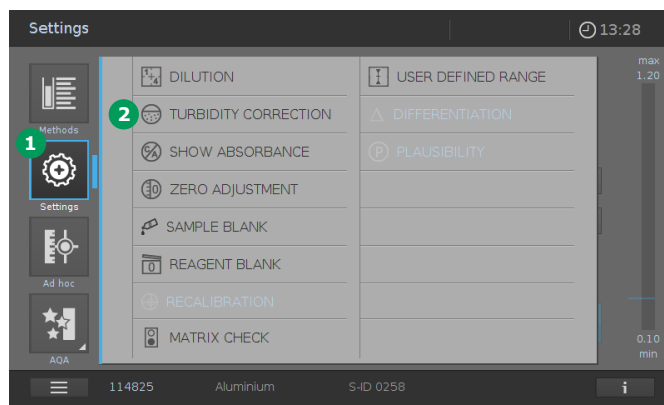 Settings
13:28
Methods
1
Settings
Ad hoc
AQA
DILUTION
2 TURBIDITY CORRECTION
SHOW ABSORBANCE
ZERO ADJUSTMENT
SAMPLE BLANK
REAGENT BLANK
RECALIBRATION
MATRIX CHECK
USER DEFINED RANGE
DIFFERENTIATION
PLAUSIBILITY
max
1.20
0.10
min
114825 Aluminium S-ID 0258 i